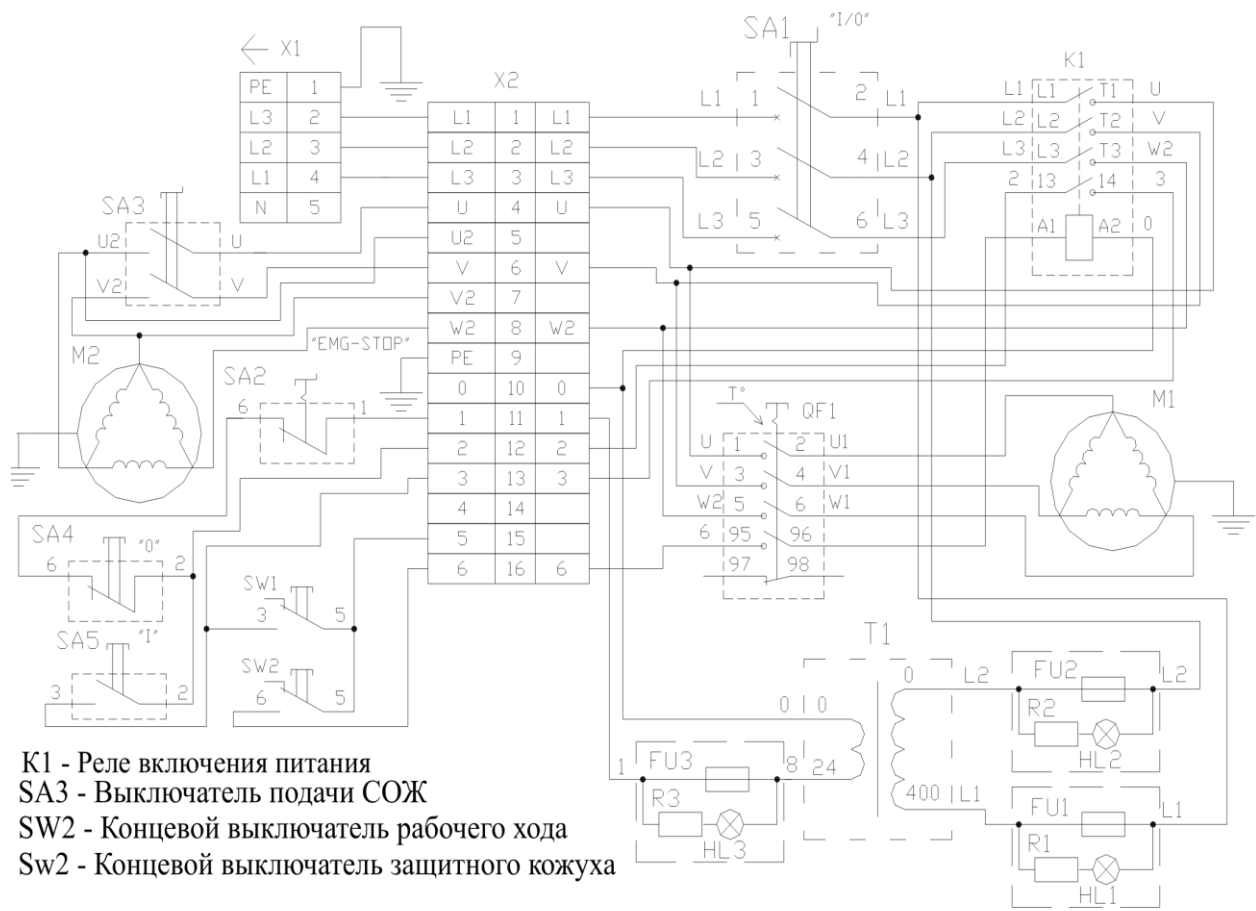 SA1 "I/0"
X1
K1
X2
PE 1
L3 2
L2 3
L1 4
N 5
L1 1 L1
L2 2 L2
L3 3 L3
U 4 U
U2 5
V 6 V
V2 7
W2 8 W2
PE 9
0 10 0
1 11 1
2 12 2
3 13 3
4 14
5 15
6 16 6
L1 1 2 L1
L2 3 4 L2
L3 5 6 L3
L1 L1 T1 U
L2 L2 T2 V
L3 L3 T3 W2
2 13 14 3
A1 A2 0
SA3
U2 U
V2 V
M2
"EMG-STOP"
SA2
6 1
T° QF1
U 1 2 U1
V 3 4 V1
W2 5 6 W1
6 95 96
97 98
M1
SA4 "0"
6 2
SA5 "I"
3 2
SW1
3 5
SW2
6 5
T1
0 0 0 L2
24 400 L1
FU2 L2
R2
HL2
FU1 L1
R1
HL1
1 FU3 8
R3
HL3
К1 - Реле включения питания
SA3 - Выключатель подачи СОЖ
SW2 - Концевой выключатель рабочего хода
Sw2 - Концевой выключатель защитного кожуха